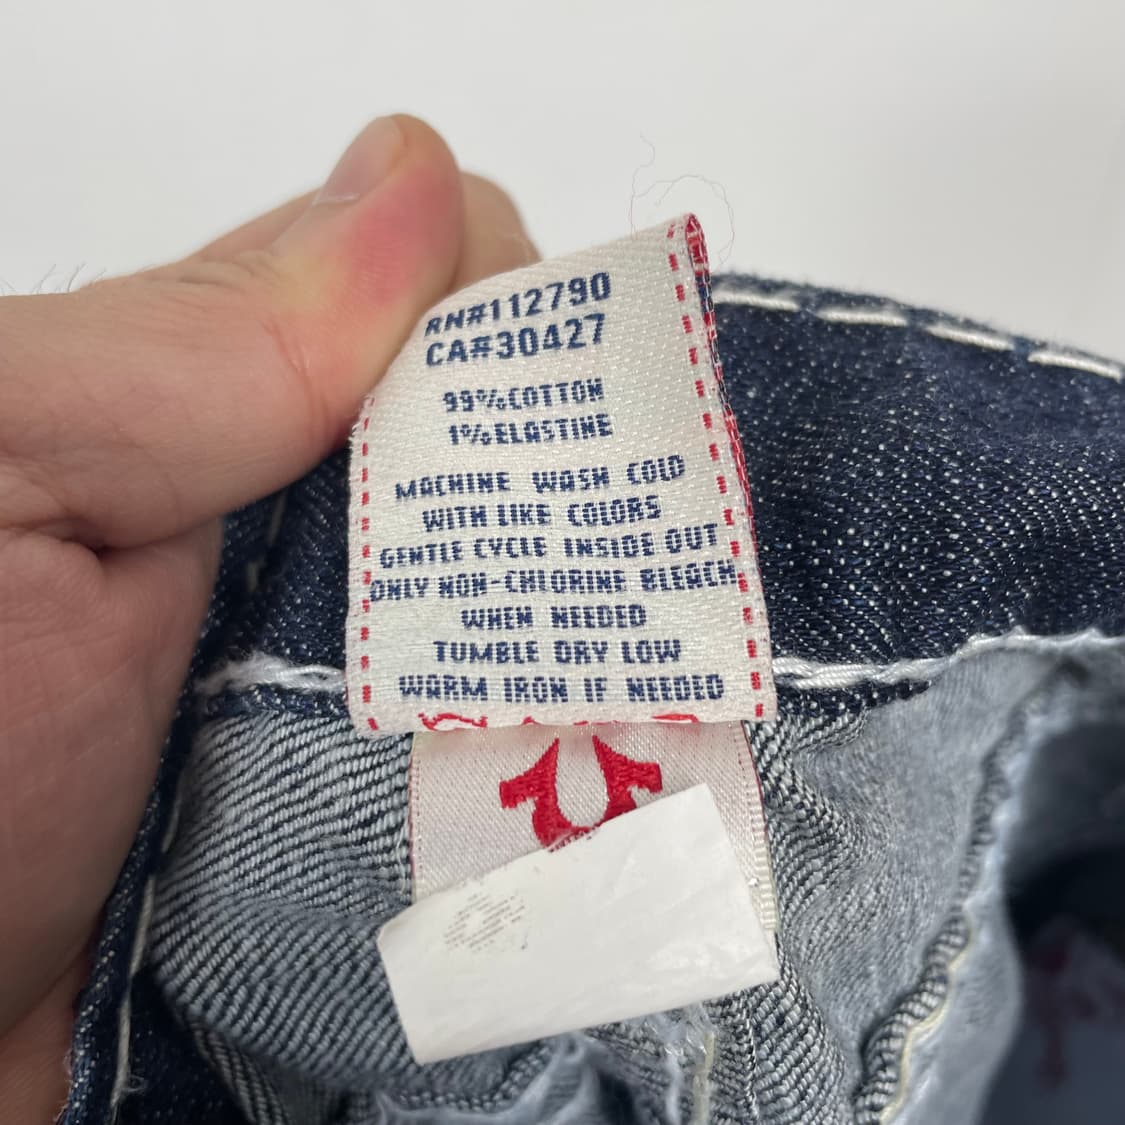 RN#112790
CA#30427
99%COTTON
1%ELASTINE
MACHINE WASH COLD
WITH LIKE COLORS
GENTLE CYCLE INSIDE OUT
ONLY NON-CHLORINE BLEACH
WHEN NEEDED
TUMBLE DRY LOW
WARM IRON IF NEEDED